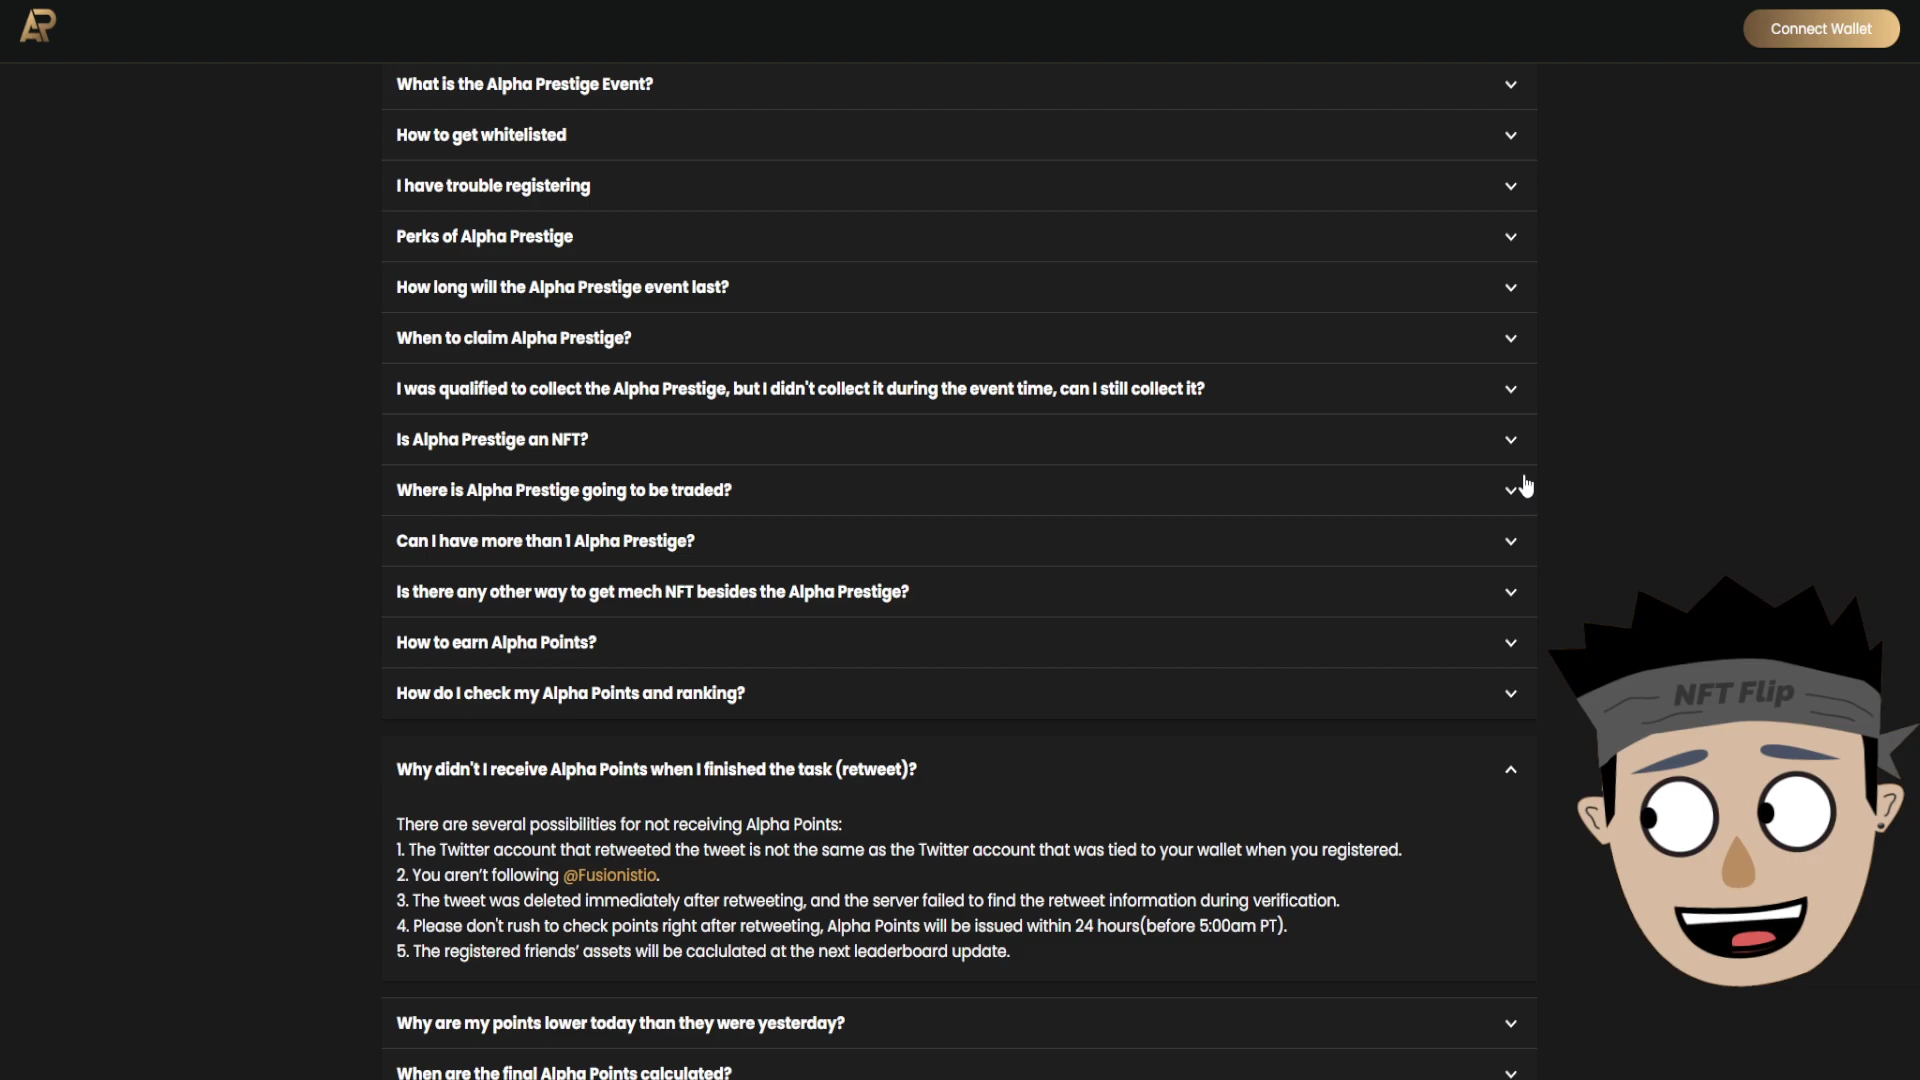 AP
Connect Wallet
What is the Alpha Prestige Event?
How to get whitelisted
I have trouble registering
Perks of Alpha Prestige
How long will the Alpha Prestige event last?
When to claim Alpha Prestige?
I was qualified to collect the Alpha Prestige, but I didn't collect it during the event time, can I still collect it?
Is Alpha Prestige an NFT?
Where is Alpha Prestige going to be traded?
Can I have more than 1 Alpha Prestige?
Is there any other way to get mech NFT besides the Alpha Prestige?
How to earn Alpha Points?
How do I check my Alpha Points and ranking?
NFT Flip
Why didn't I receive Alpha Points when I finished the task (retweet)?
There are several possibilities for not receiving Alpha Points:
1. The Twitter account that retweeted the tweet is not the same as the Twitter account that was tied to your wallet when you registered.
2. You aren’t following @Fusionistio.
3. The tweet was deleted immediately after retweeting, and the server failed to find the retweet information during verification.
4. Please don't rush to check points right after retweeting, Alpha Points will be issued within 24 hours(before 5:00am PT).
5. The registered friends’ assets will be caclulated at the next leaderboard update.
Why are my points lower today than they were yesterday?
When are the final Alpha Points calculated?